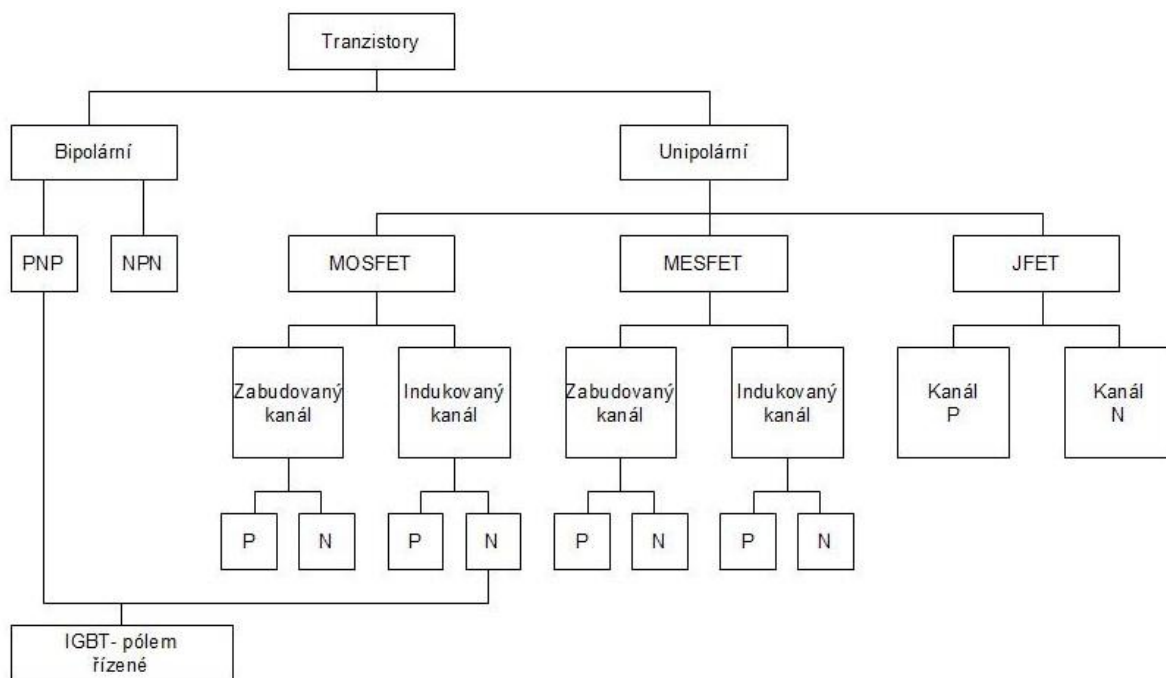 Tranzistory
Bipolární
Unipolární
PNP
NPN
MOSFET
MESFET
JFET
Zabudovaný
kanál
Indukovaný
kanál
Zabudovaný
kanál
Indukovaný
kanál
Kanál
P
Kanál
N
P
N
P
N
P
N
P
N
IGBT- pólem
řízené